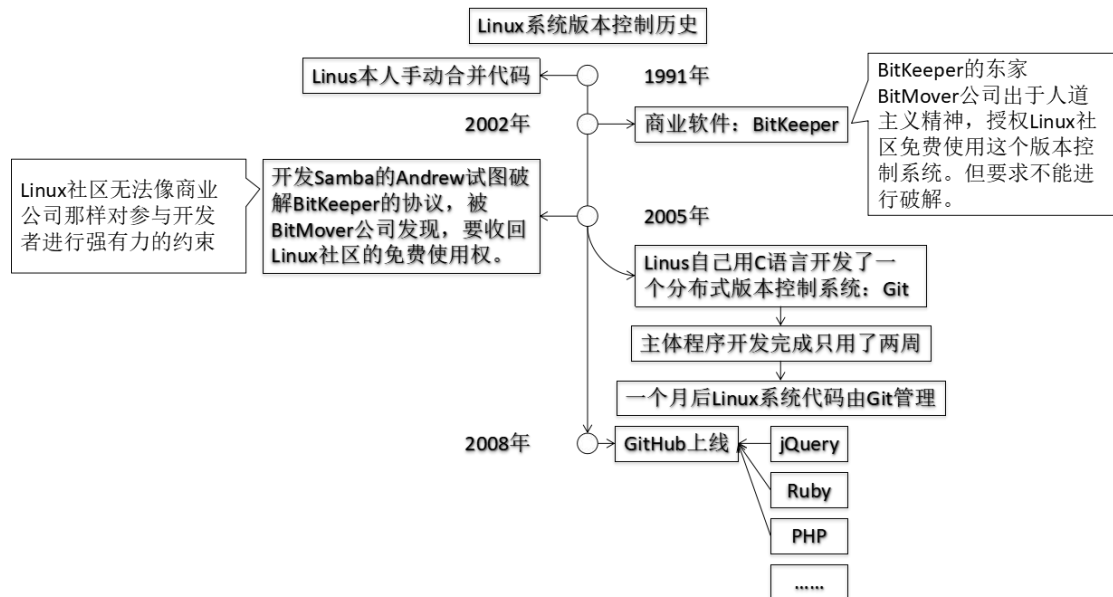 Linux系统版本控制历史
Linus本人手动合并代码
1991年
BitKeeper的东家
BitMover公司出于人道
主义精神，授权Linux社
区免费使用这个版本控
制系统。但要求不能进
行破解。
2002年
商业软件：BitKeeper
Linux社区无法像商业
公司那样对参与开发
者进行强有力的约束
开发Samba的Andrew试图破
解BitKeeper的协议，被
BitMover公司发现，要收回
Linux社区的免费使用权。
2005年
Linus自己用C语言开发了一
个分布式版本控制系统：Git
主体程序开发完成只用了两周
一个月后Linux系统代码由Git管理
2008年
GitHub上线
jQuery
Ruby
PHP
……